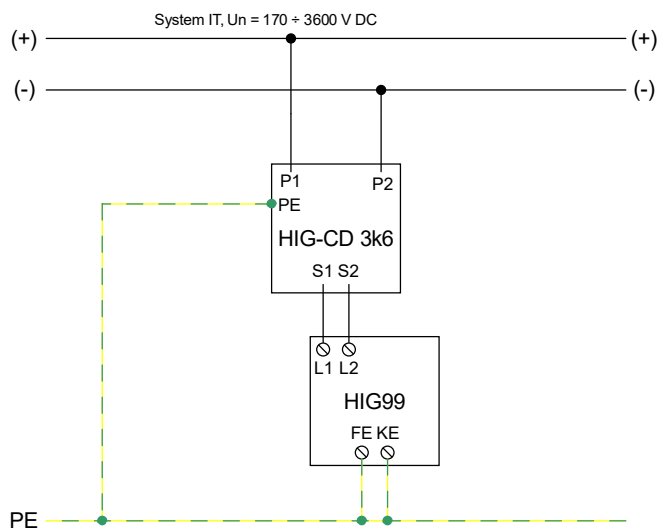 System IT, Un = 170 ÷ 3600 V DC
(+) (+)
(-) (-)
P1 P2
PE
HIG-CD 3k6
S1 S2
L1 L2
HIG99
FE KE
PE